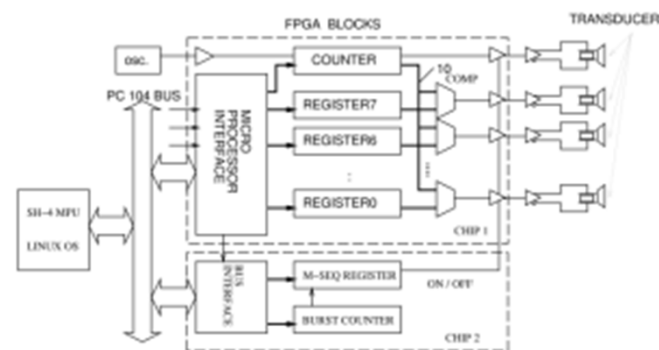 FPGA BLOCKS
TRANSDUCER
OSC.
COUNTER
10
COMP
PC 104 BUS
MICRO
PROCESSOR
INTERFACE
REGISTER7
REGISTER6
REGISTER0
CHIP 1
SH-4 MPU
LINUX OS
BUS
INTERFACE
M-SEQ REGISTER
ON / OFF
BURST COUNTER
CHIP 2